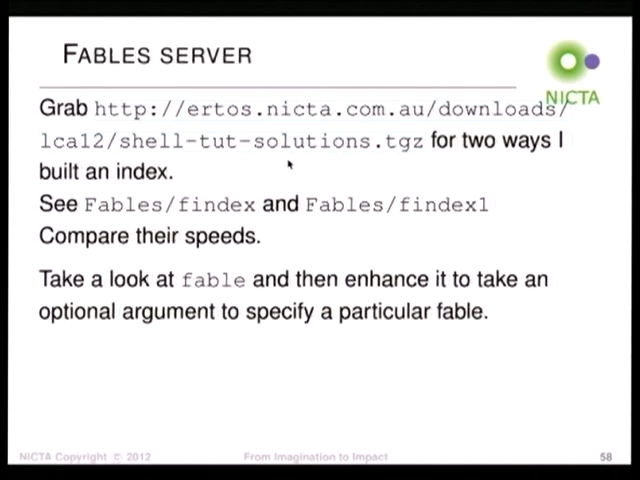 FABLES SERVER
NICTA
Grab http://ertos.nicta.com.au/downloads/
lca12/shell-tut-solutions.tgz for two ways I
built an index.
See Fables/findex and Fables/findex1
Compare their speeds.
Take a look at fable and then enhance it to take an
optional argument to specify a particular fable.
NICTA Copyright © 2012 From Imagination to Impact 58